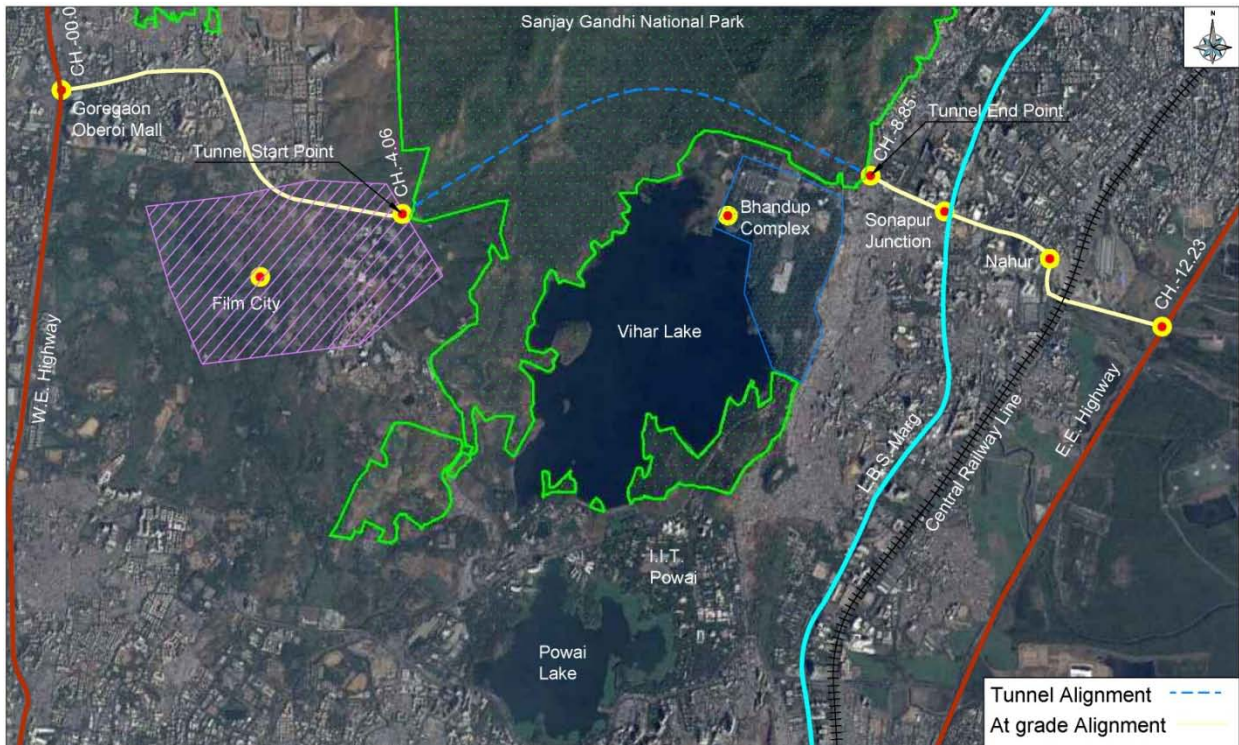 Sanjay Gandhi National Park
N
CH.-00.0
Goregaon
Oberoi Mall
Tunnel Start Point
CH.-4.06
CH.-8.85
Tunnel End Point
Bhandup
Complex
Sonapur
Junction
Nahur
CH.-12.23
Film City
Vihar Lake
W.E. Highway
L.B.S. Marg
Central Railway Line
E.E. Highway
I.I.T.
Powai
Powai
Lake
Tunnel Alignment
At grade Alignment